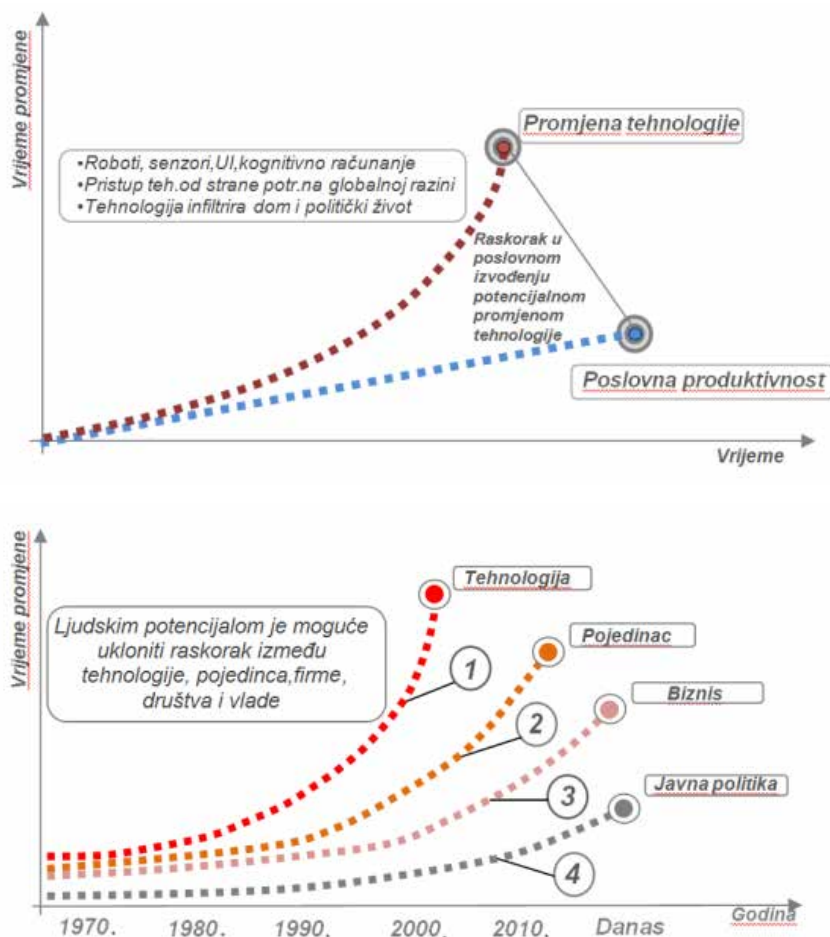 Vrijeme promjene
Promjena tehnologije
•Roboti, senzori,UI,kognitivno računanje
•Pristup teh.od strane potr.na globalnoj razini
•Tehnologija infiltrira dom i politički život
Raskorak u
poslovnom
izvođenju
potencijalnom
promjenom
tehnologije
Poslovna produktivnost
Vrijeme
Vrijeme promjene
Tehnologija
Ljudskim potencijalom je moguće
ukloniti raskorak između
tehnologije, pojedinca,firme,
društva i vlade
Pojedinac
Biznis
Javna politika
1
2
3
4
Godina
1970. 1980. 1990. 2000. 2010. Danas